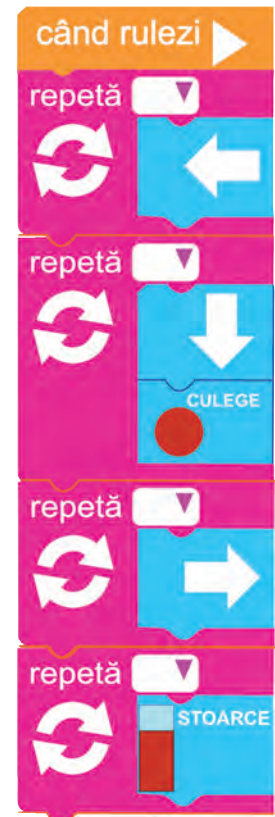 când rulezi
repetă
repetă
CULEGE
repetă
repetă
STOARCE